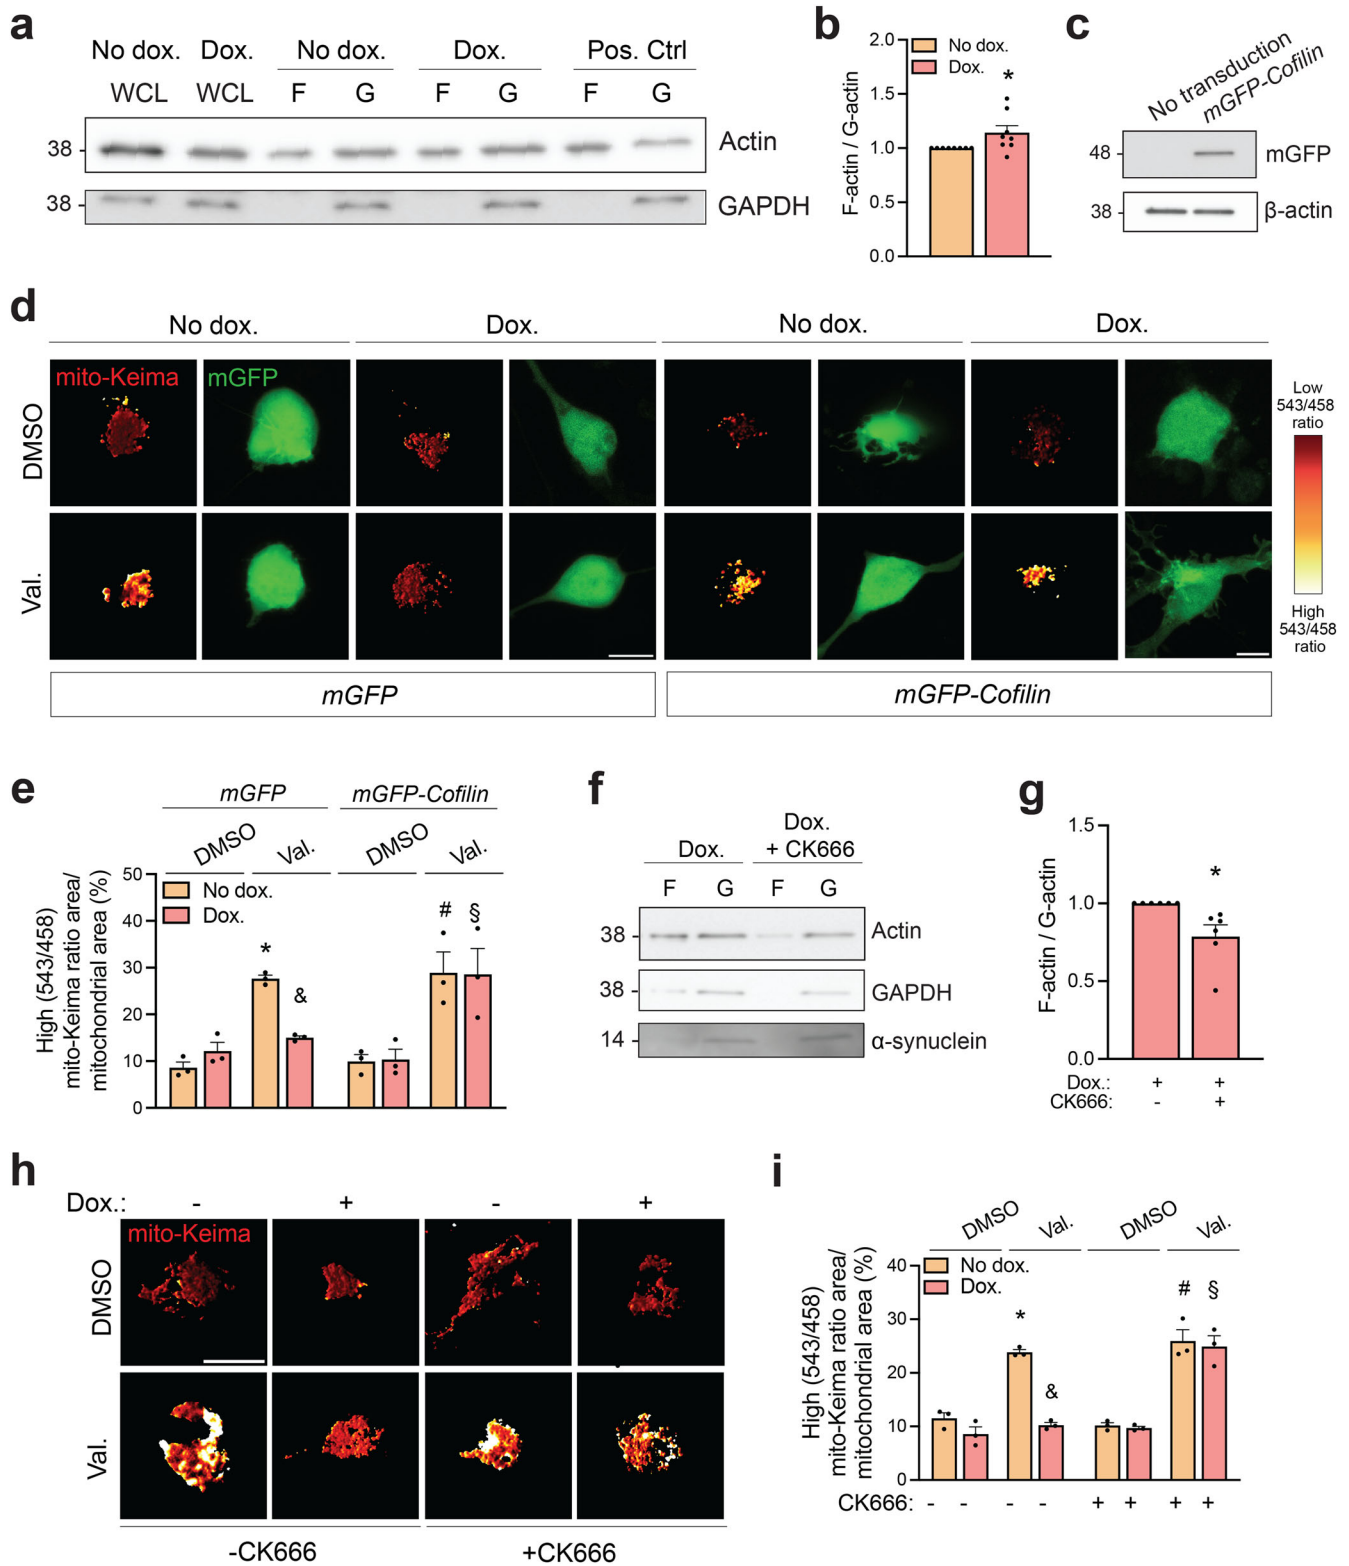 a
No dox. Dox. No dox. Dox. Pos. Ctrl
WCL WCL F G F G F G
38 Actin
38 GAPDH
b
2.0
1.5
1.0
0.5
0.0
F-actin / G-actin
No dox.
Dox.
*
c
No transduction
mGFP-Cofilin
48 mGFP
38 β-actin
d
No dox. Dox. No dox. Dox.
mito-Keima mGFP
DMSO
Val.
Low
543/458
ratio
High
543/458
ratio
mGFP mGFP-Cofilin
e
mGFP mGFP-Cofilin
DMSO Val. DMSO Val.
High (543/458)
mito-Keima ratio area/
mitochondrial area (%)
50
40
30
20
10
0
No dox.
Dox.
* & # §
f
Dox. Dox.
+ CK666
F G F G
38 Actin
38 GAPDH
14 α-synuclein
g
1.5
1.0
0.5
0.0
F-actin / G-actin
*
Dox.: + +
CK666: - +
h
Dox.: - + - +
mito-Keima
DMSO
Val.
-CK666 +CK666
i
DMSO Val. DMSO Val.
High (543/458)
mito-Keima ratio area/
mitochondrial area (%)
40
30
20
10
0
No dox.
Dox.
* & # §
CK666: - - - - + + + +